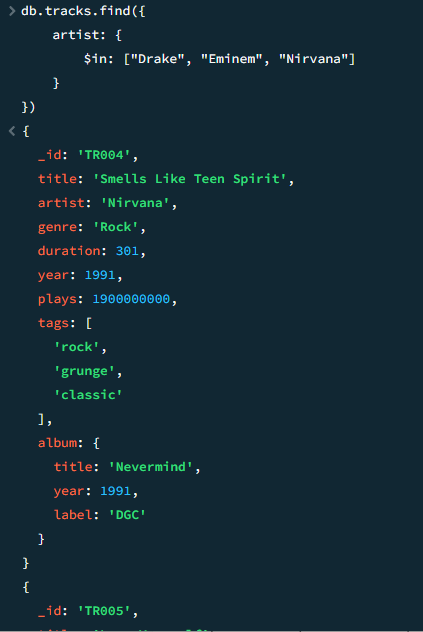 db.tracks.find({
artist: {
$in: ["Drake", "Eminem", "Nirvana"]
}
})
{
_id: 'TR004',
title: 'Smells Like Teen Spirit',
artist: 'Nirvana',
genre: 'Rock',
duration: 301,
year: 1991,
plays: 1900000000,
tags: [
'rock',
'grunge',
'classic'
],
album: {
title: 'Nevermind',
year: 1991,
label: 'DGC'
}
}
{
_id: 'TR005',